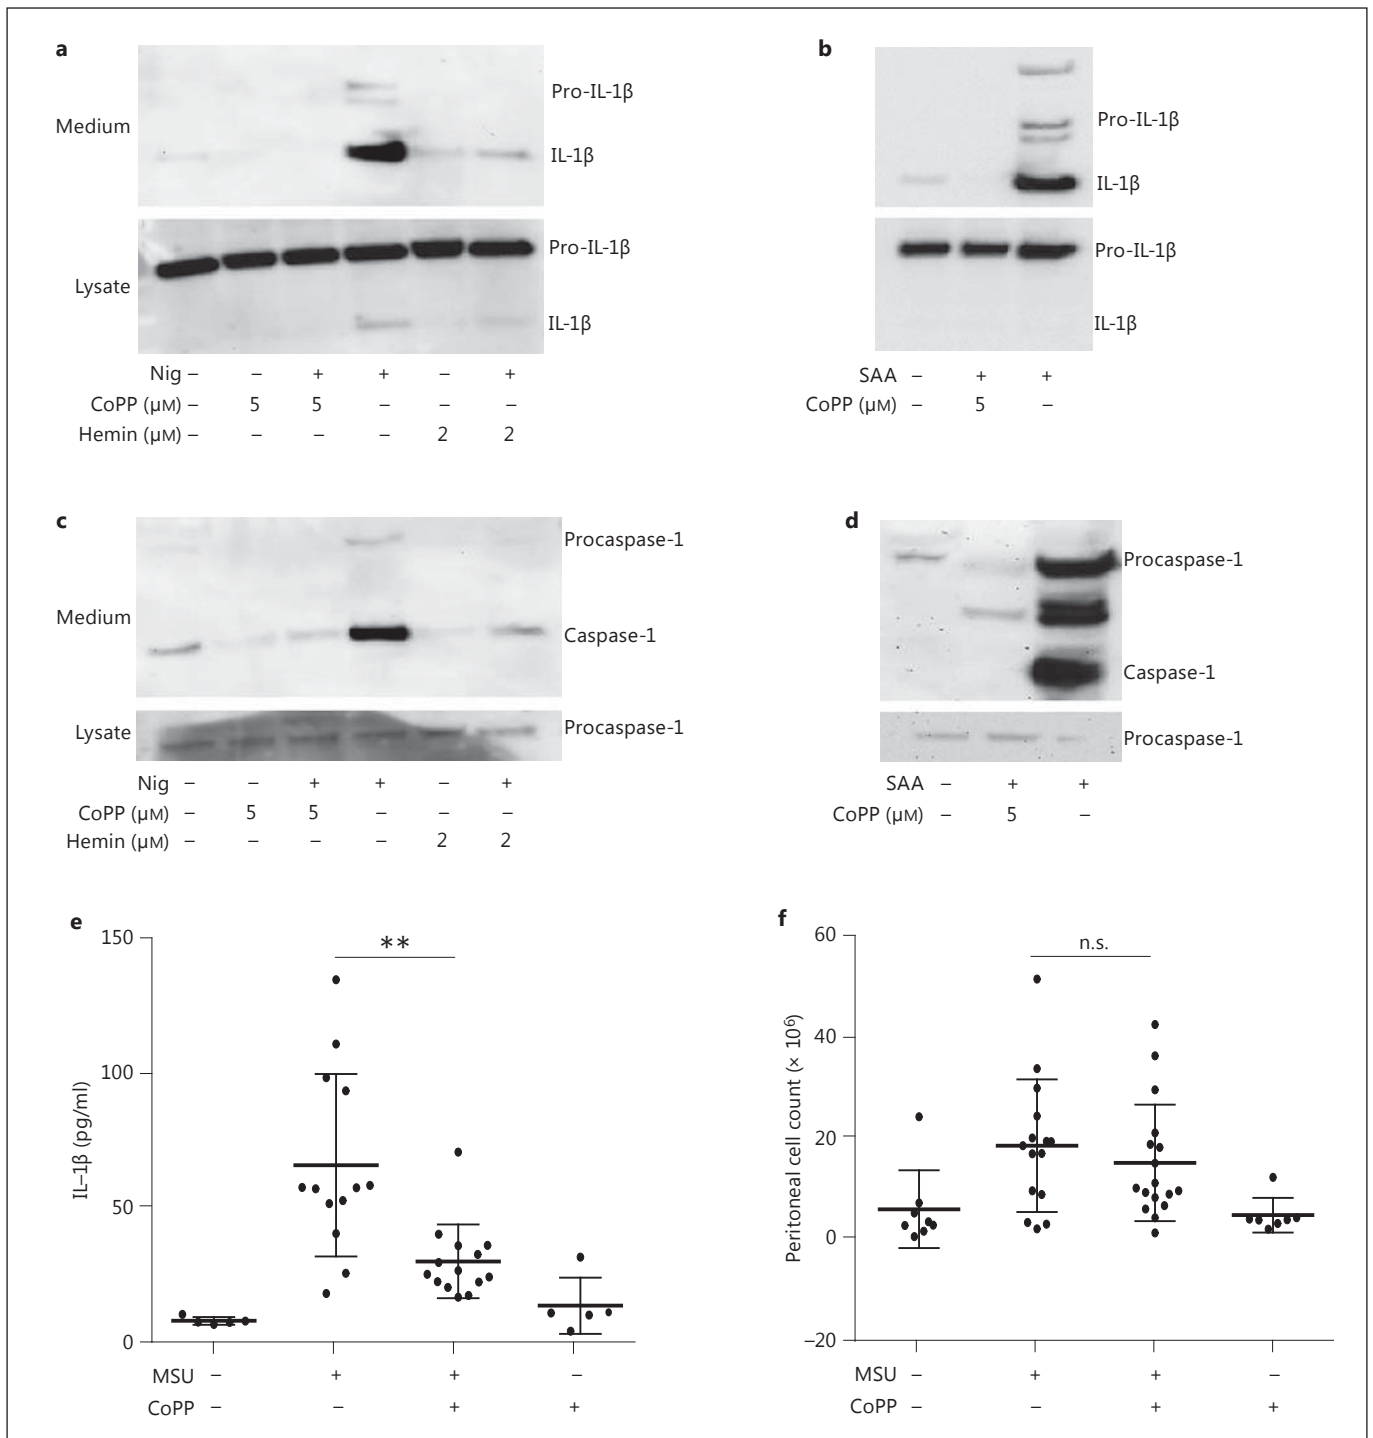 a
Pro-IL-1β
Medium
IL-1β
Pro-IL-1β
Lysate
IL-1β
Nig – – + + – +
CoPP (µM) – 5 5 – – –
Hemin (µM) – – – – 2 2
b
Pro-IL-1β
IL-1β
Pro-IL-1β
IL-1β
SAA – + +
CoPP (µM) – 5 –
c
Procaspase-1
Medium
Caspase-1
Lysate
Procaspase-1
Nig – – + + – +
CoPP (µM) – 5 5 – – –
Hemin (µM) – – – – 2 2
d
Procaspase-1
Caspase-1
Procaspase-1
SAA – + +
CoPP (µM) – 5 –
e
150
**
100
IL–1β (pg/ml)
50
0
MSU – + + –
CoPP – – + +
f
60
n.s.
40
Peritoneal cell count (× 10⁶)
20
0
–20
MSU – + + –
CoPP – – + +